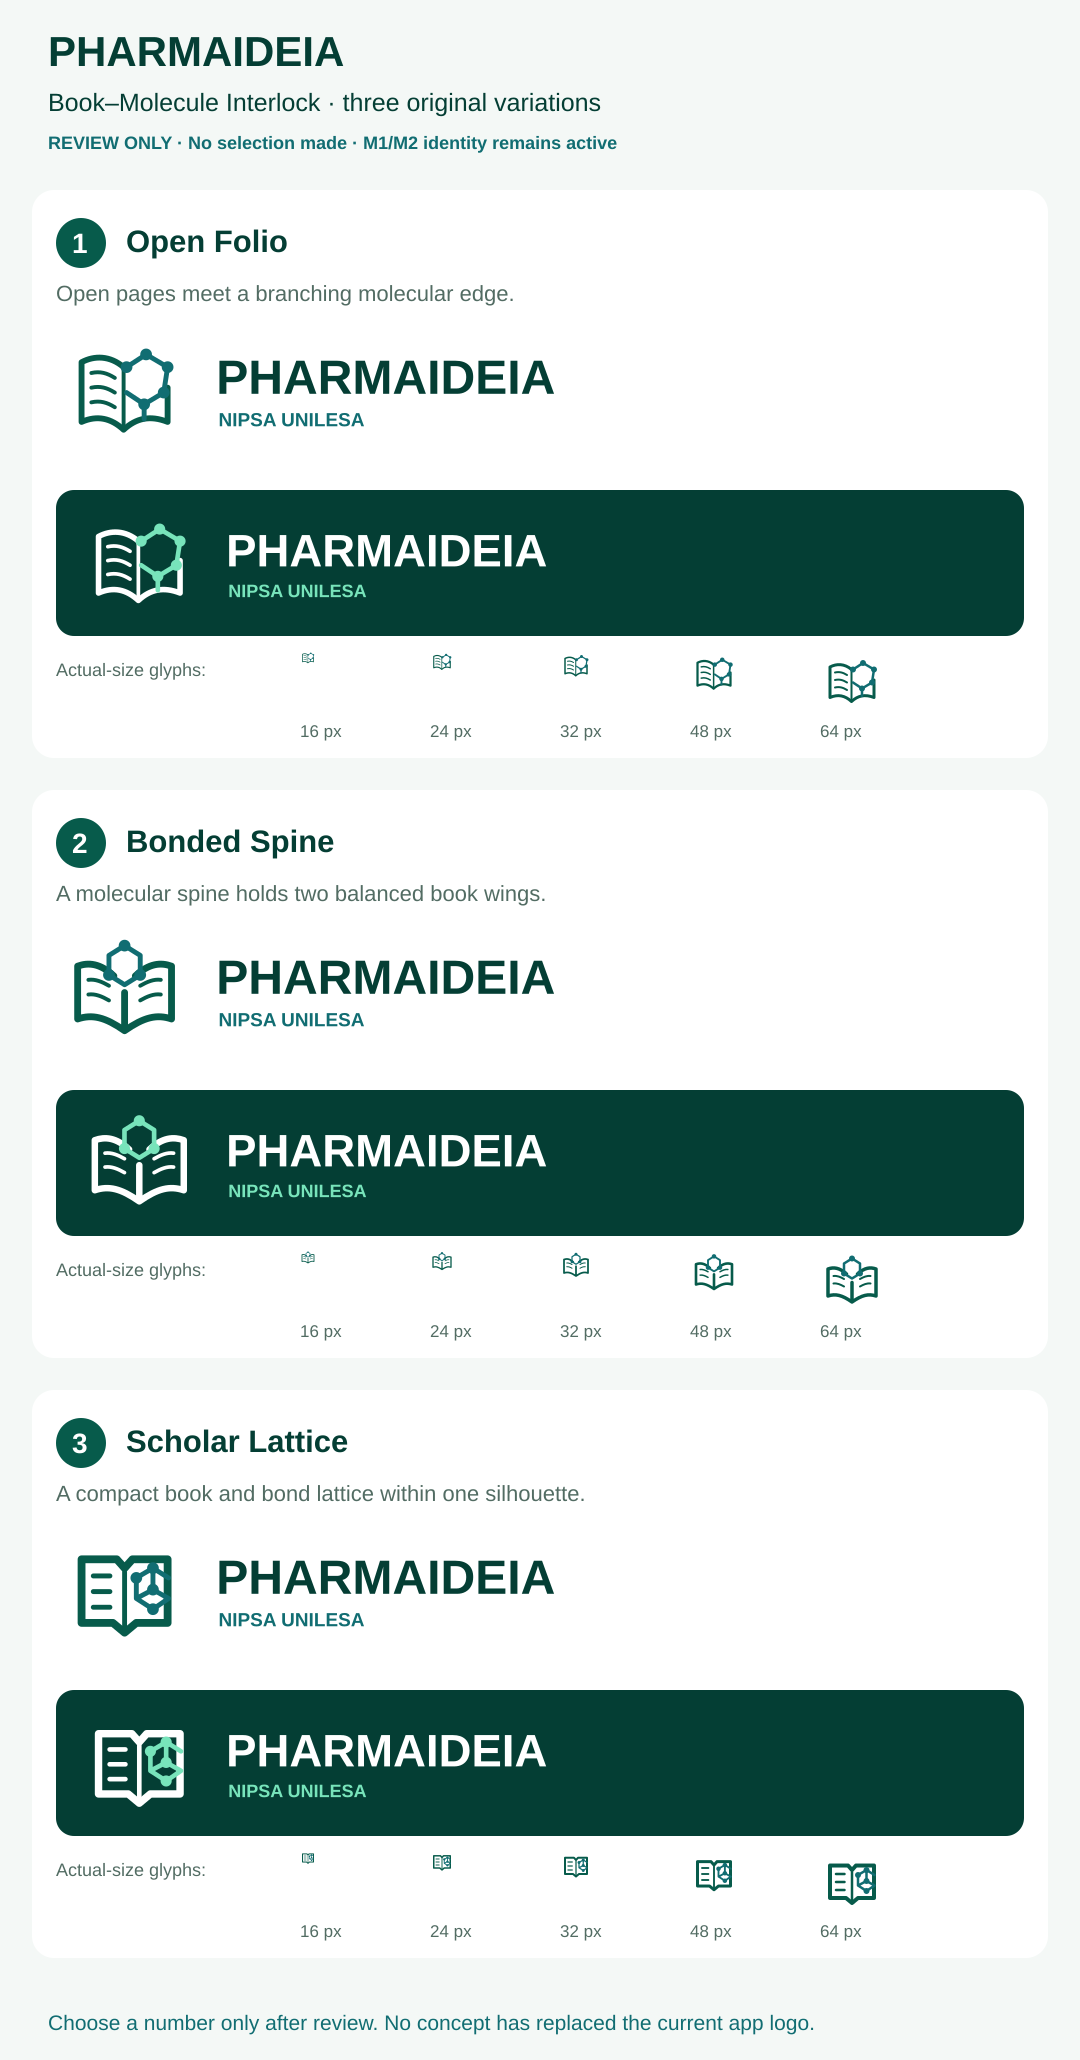 PHARMAIDEIA
Book–Molecule Interlock · three original variations
REVIEW ONLY · No selection made · M1/M2 identity remains active
1 Open Folio
Open pages meet a branching molecular edge.
PHARMAIDEIA
NIPSA UNILESA
PHARMAIDEIA
NIPSA UNILESA
Actual-size glyphs:
16 px 24 px 32 px 48 px 64 px
2 Bonded Spine
A molecular spine holds two balanced book wings.
PHARMAIDEIA
NIPSA UNILESA
PHARMAIDEIA
NIPSA UNILESA
Actual-size glyphs:
16 px 24 px 32 px 48 px 64 px
3 Scholar Lattice
A compact book and bond lattice within one silhouette.
PHARMAIDEIA
NIPSA UNILESA
PHARMAIDEIA
NIPSA UNILESA
Actual-size glyphs:
16 px 24 px 32 px 48 px 64 px
Choose a number only after review. No concept has replaced the current app logo.